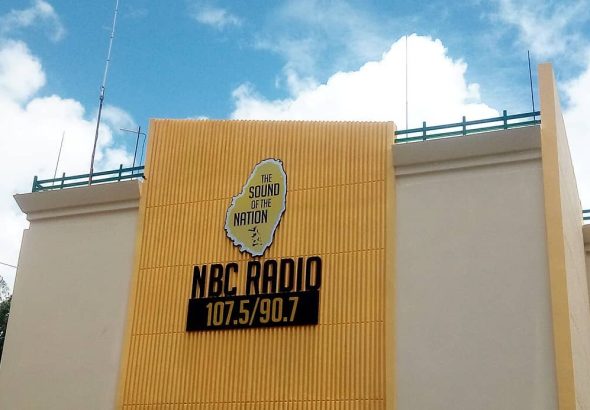 THE
SOUND
OF THE
NATION
NBC RADIO
107.5/90.7